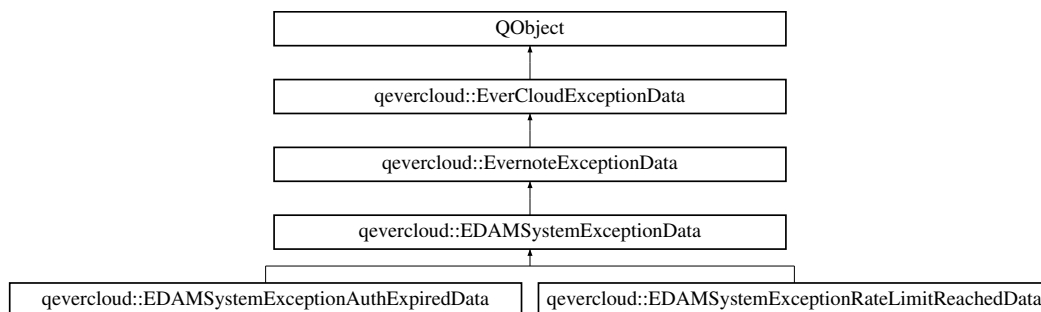 QObject
qevercloud::EverCloudExceptionData
qevercloud::EvernoteExceptionData
qevercloud::EDAMSystemExceptionData
qevercloud::EDAMSystemExceptionAuthExpiredData
qevercloud::EDAMSystemExceptionRateLimitReachedData